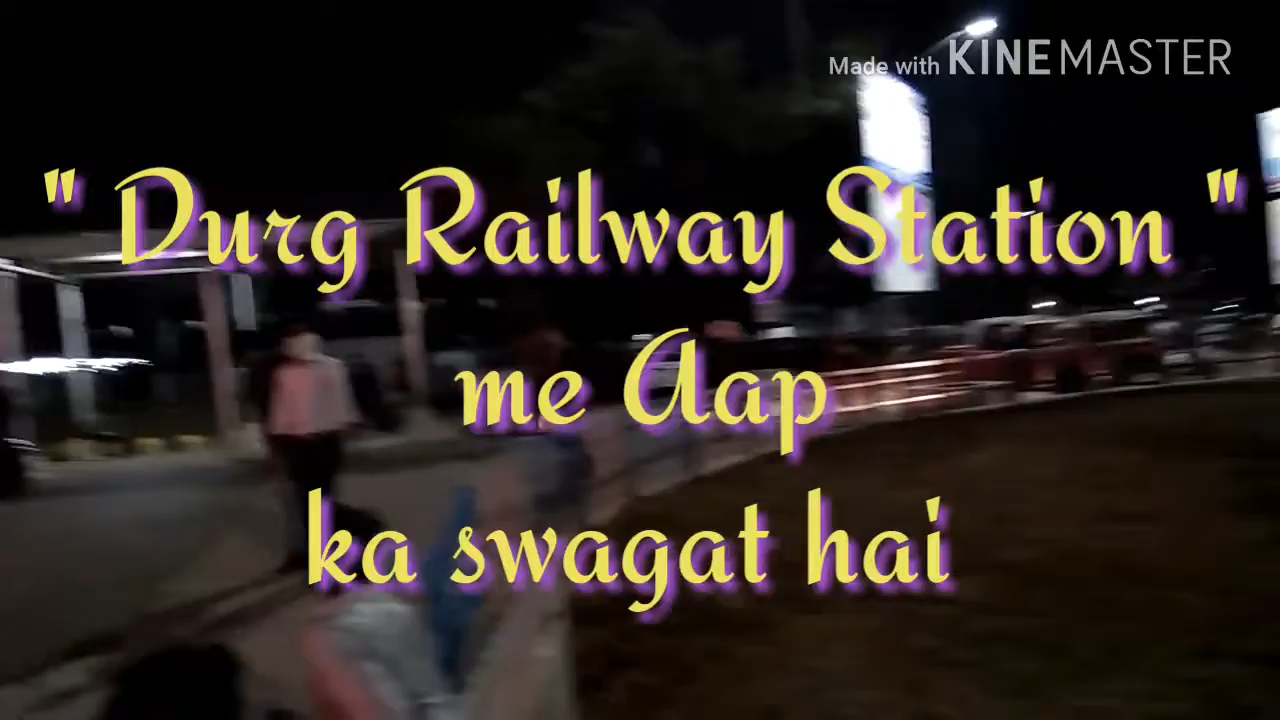 Made with KINEMASTER
" Durg Railway Station "
me Aap
ka swagat hai